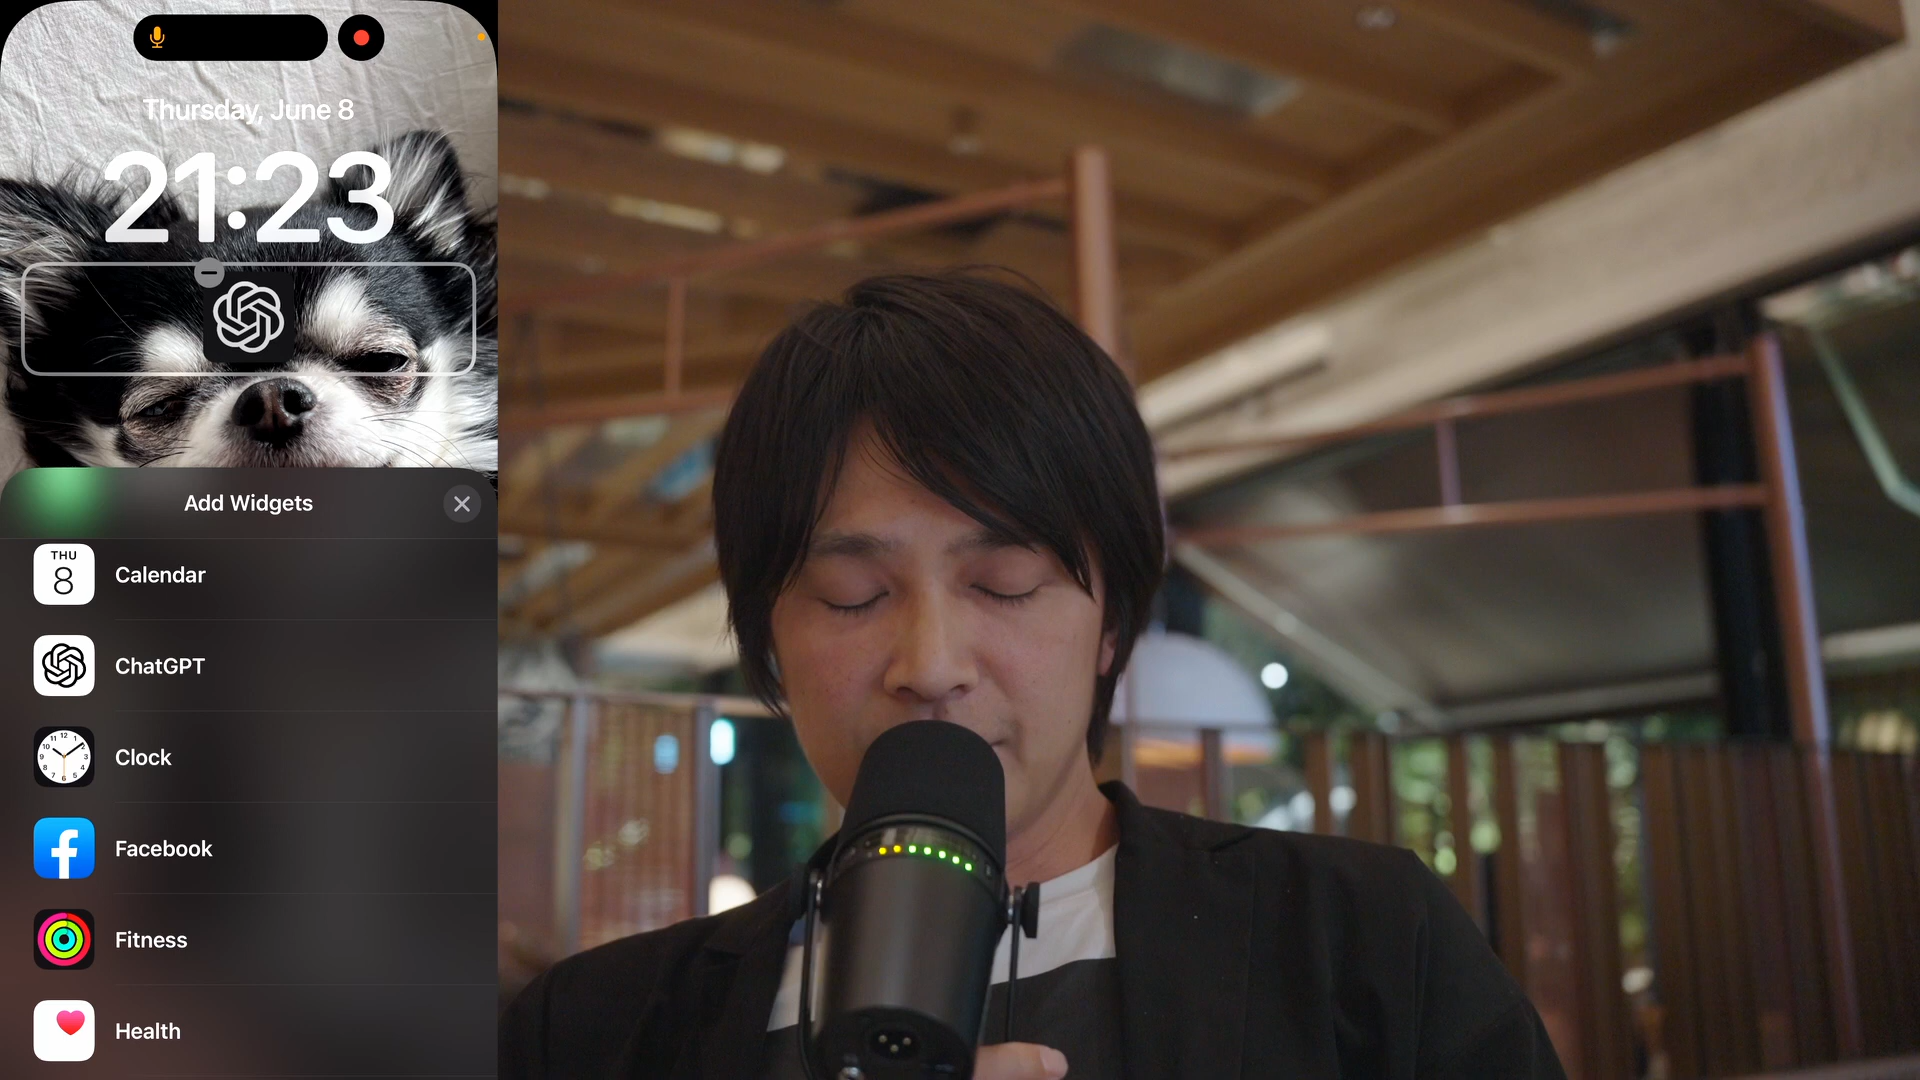 Thursday, June 8
21:23
Add Widgets
THU
8
Calendar
ChatGPT
Clock
Facebook
Fitness
Health